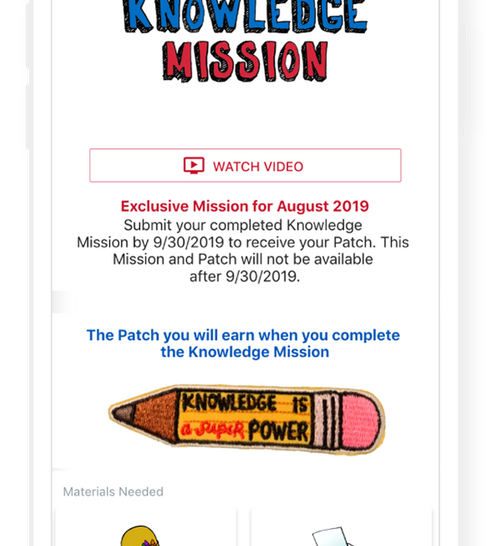 KNOWLEDGE
MISSION
WATCH VIDEO
Exclusive Mission for August 2019
Submit your completed Knowledge
Mission by 9/30/2019 to receive your Patch. This
Mission and Patch will not be available
after 9/30/2019.
The Patch you will earn when you complete
the Knowledge Mission
KNOWLEDGE IS
a SUPER POWER
Materials Needed